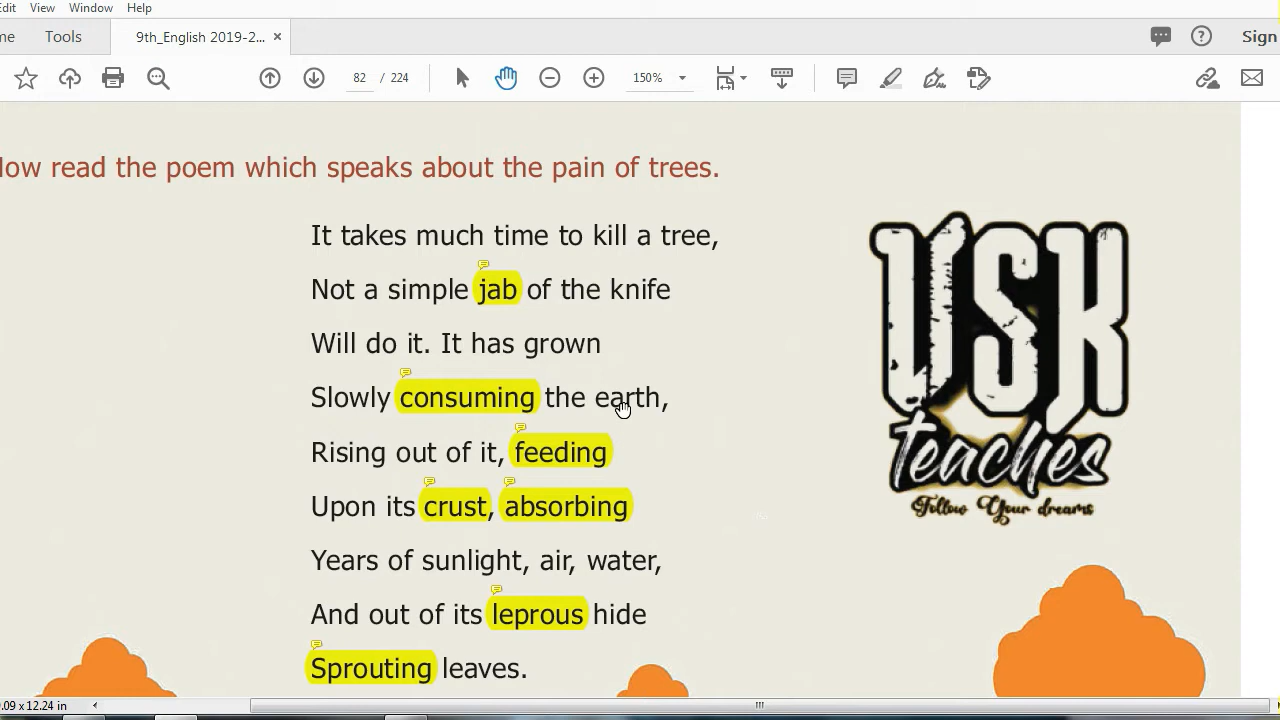 Edit View Window Help
me Tools 9th_English 2019-2... × Sign
82 / 224 150%
Now read the poem which speaks about the pain of trees.
It takes much time to kill a tree,
Not a simple jab of the knife
Will do it. It has grown
Slowly consuming the earth,
Rising out of it, feeding
Upon its crust, absorbing
Years of sunlight, air, water,
And out of its leprous hide
Sprouting leaves.
VSK
teaches
Follow Your dreams
.09 x 12.24 in